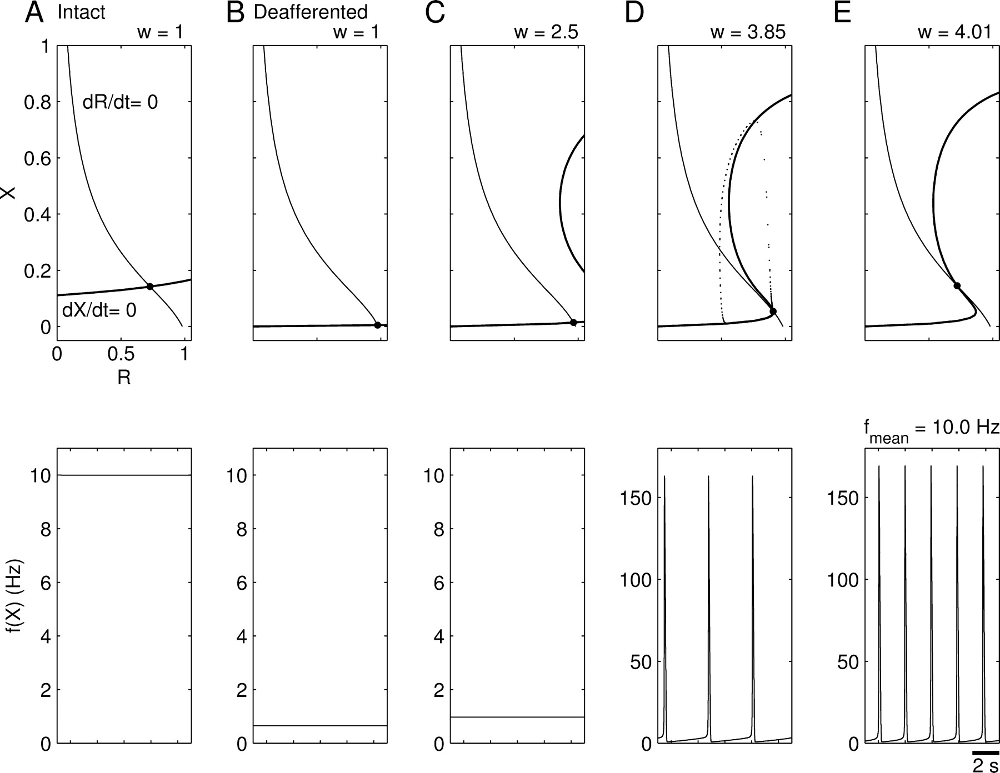 A Intact
w = 1
B Deafferented
w = 1
C
w = 2.5
D
w = 3.85
E
w = 4.01
1
0.8
0.6
0.4
0.2
0
X
dR/dt= 0
dX/dt= 0
0 0.5 1
R
f_mean = 10.0 Hz
f(X) (Hz)
10
8
6
4
2
0
10
8
6
4
2
0
10
8
6
4
2
0
150
100
50
0
150
100
50
0
2 s